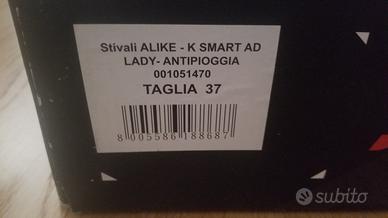 Stivali ALIKE - K SMART AD
LADY- ANTIPIOGGIA
001051470
TAGLIA 37
8 005586 188687
subito